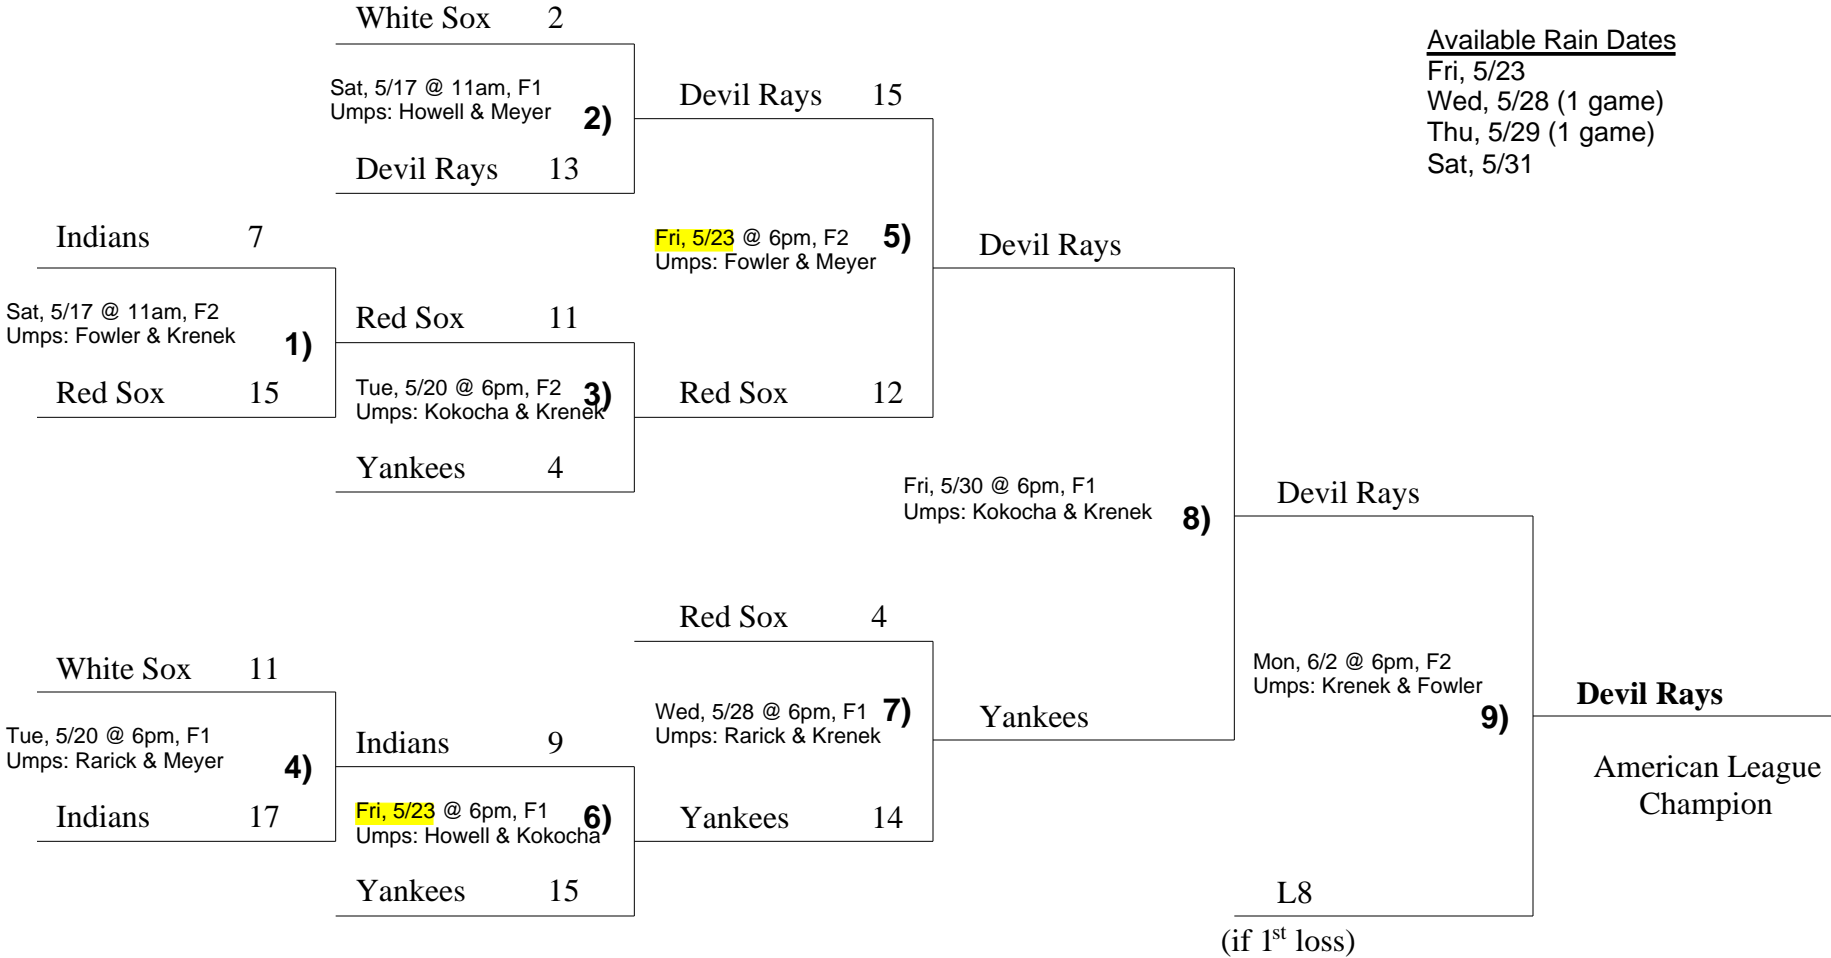 White Sox 2
Sat, 5/17 @ 11am, F1
Umps: Howell & Meyer
2)
Devil Rays 13
Available Rain Dates
Fri, 5/23
Wed, 5/28 (1 game)
Thu, 5/29 (1 game)
Sat, 5/31
Devil Rays 15
Indians 7
Sat, 5/17 @ 11am, F2
Umps: Fowler & Krenek
1)
Red Sox 15
Fri, 5/23 @ 6pm, F2
Umps: Fowler & Meyer
5)
Devil Rays
Red Sox 11
Tue, 5/20 @ 6pm, F2
Umps: Kokocha & Krenek
3)
Yankees 4
Red Sox 12
Fri, 5/30 @ 6pm, F1
Umps: Kokocha & Krenek
8)
Devil Rays
White Sox 11
Tue, 5/20 @ 6pm, F1
Umps: Rarick & Meyer
4)
Indians 17
Indians 9
Fri, 5/23 @ 6pm, F1
Umps: Howell & Kokocha
6)
Yankees 15
Red Sox 4
Wed, 5/28 @ 6pm, F1
Umps: Rarick & Krenek
7)
Yankees 14
Yankees
Mon, 6/2 @ 6pm, F2
Umps: Krenek & Fowler
9)
L8
(if 1st loss)
Devil Rays
American League
Champion